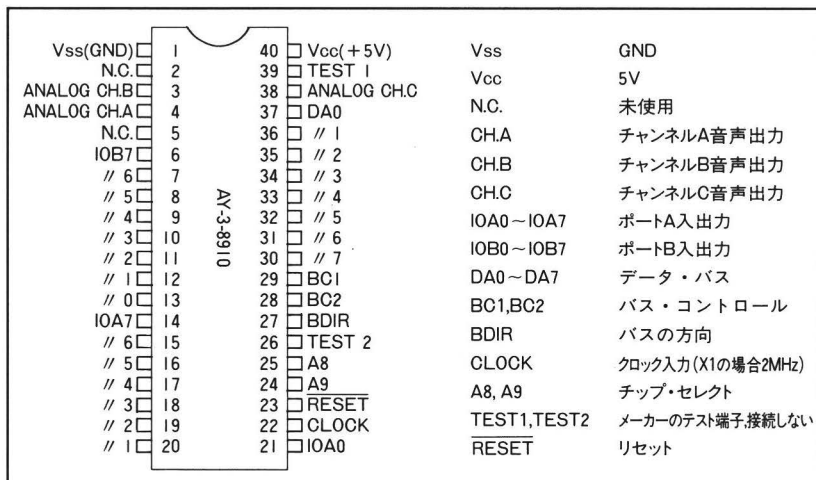 Vss(GND) 1 40 Vcc(+5V)
N.C. 2 39 TEST 1
ANALOG CH.B 3 38 ANALOG CH.C
ANALOG CH.A 4 37 DA0
N.C. 5 36 〃 1
IOB7 6 35 〃 2
〃 6 7 34 〃 3
〃 5 8 33 〃 4
〃 4 9 32 〃 5
〃 3 10 31 〃 6
〃 2 11 30 〃 7
〃 1 12 29 BC1
〃 0 13 28 BC2
IOA7 14 27 BDIR
〃 6 15 26 TEST 2
〃 5 16 25 A8
〃 4 17 24 A9
〃 3 18 23 RESET
〃 2 19 22 CLOCK
〃 1 20 21 IOA0
AY-3-8910
Vss GND
Vcc 5V
N.C. 未使用
CH.A チャンネルA音声出力
CH.B チャンネルB音声出力
CH.C チャンネルC音声出力
IOA0~IOA7 ポートA入出力
IOB0~IOB7 ポートB入出力
DA0~DA7 データ・バス
BC1,BC2 バス・コントロール
BDIR バスの方向
CLOCK クロック入力(X1の場合2MHz)
A8, A9 チップ・セレクト
TEST1,TEST2 メーカーのテスト端子,接続しない
RESET リセット